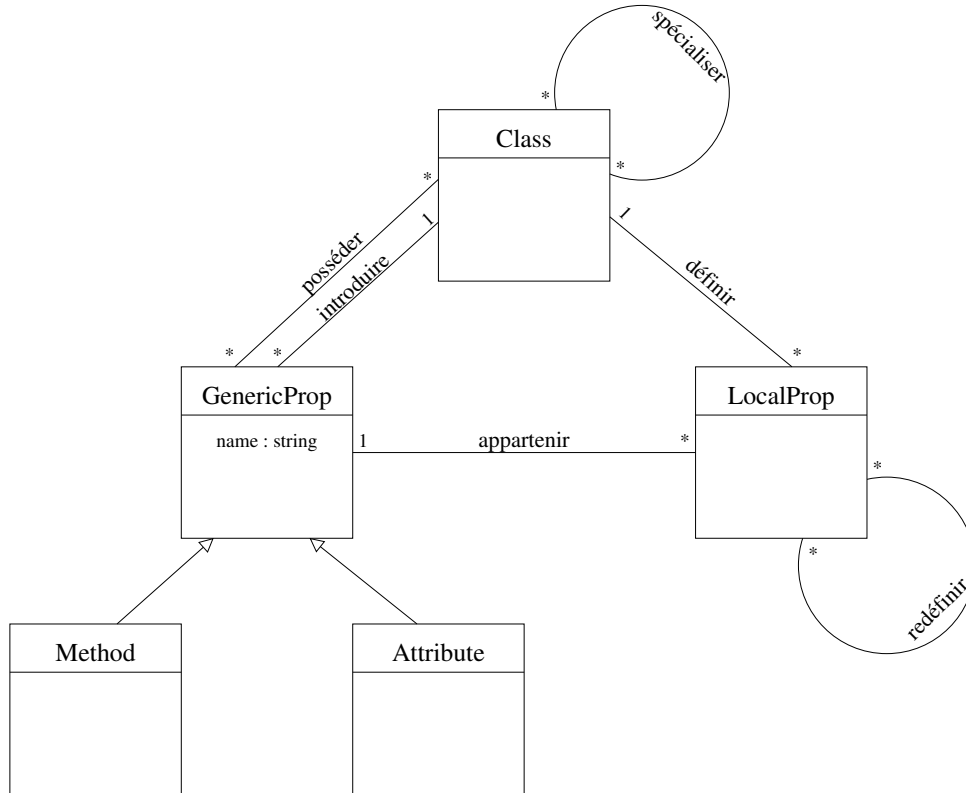 spécialiser
*
Class
*
*
1
1
posséder
introduire
définir
*
*
*
GenericProp
LocalProp
name : string
1
appartenir
*
*
*
redéfinir
Method
Attribute